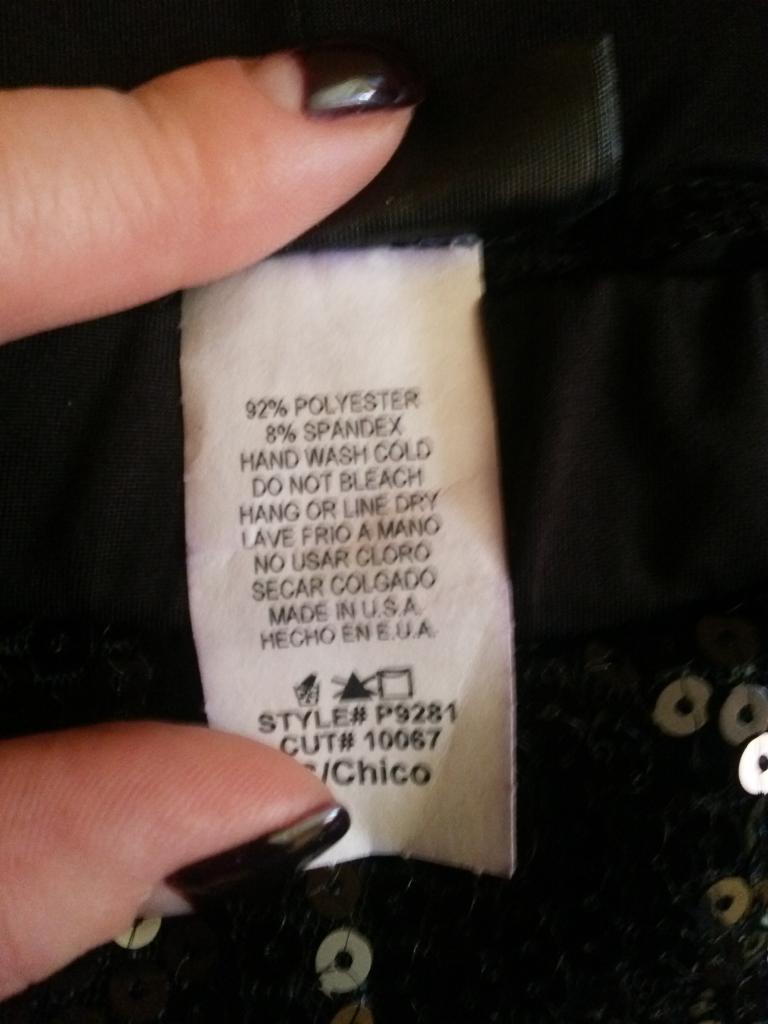 92% POLYESTER
8% SPANDEX
HAND WASH COLD
DO NOT BLEACH
HANG OR LINE DRY
LAVE FRIO A MANO
NO USAR CLORO
SECAR COLGADO
MADE IN U.S.A.
HECHO EN E.U.A.
STYLE# P9281
CUT# 10067
/Chico